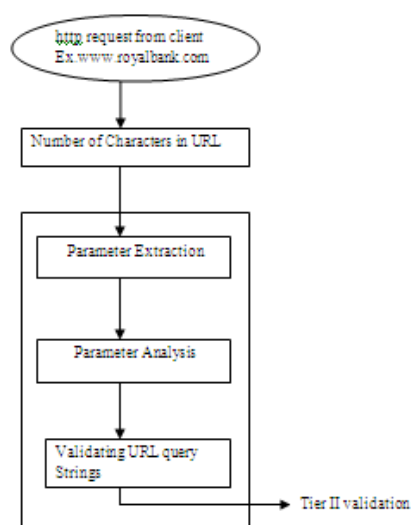 http request from client
Ex.www.royalbank.com
Number of Characters in URL
Parameter Extraction
Parameter Analysis
Validating URL query
Strings
Tier II validation